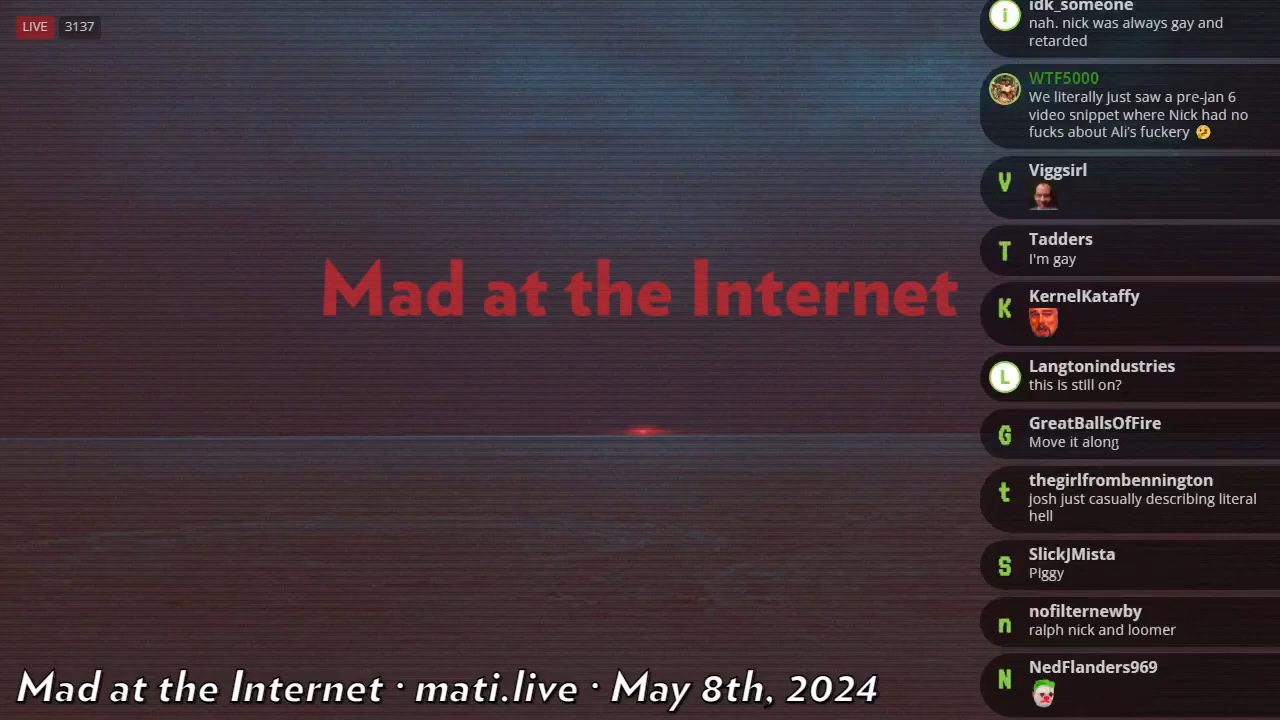 LIVE 3137
Mad at the Internet
idk_someone
nah. nick was always gay and
retarded
WTF5000
We literally just saw a pre-jan 6
video snippet where Nick had no
fucks about Ali's fuckery 🤔
V
Viggsirl
T
Tadders
I'm gay
K
KernelKataffy
L
Langtonindustries
this is still on?
G
GreatBallsOfFire
Move it along
t
thegirlfrombennington
josh just casually describing literal
hell
S
SlickJMista
Piggy
n
nofilternewby
ralph nick and loomer
N
NedFlanders969
i
Mad at the Internet · mati.live · May 8th, 2024